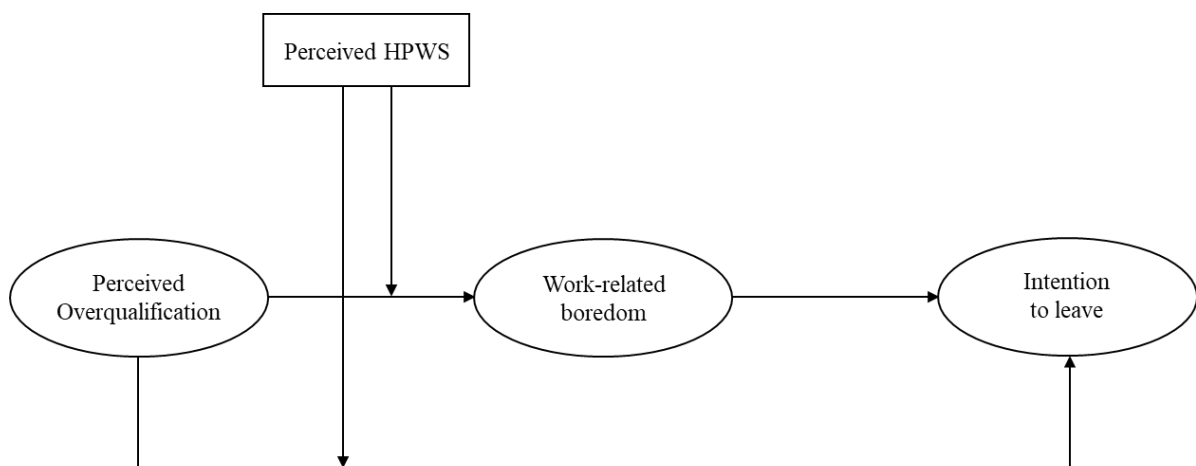 Perceived HPWS
Perceived
Overqualification
Work-related
boredom
Intention
to leave